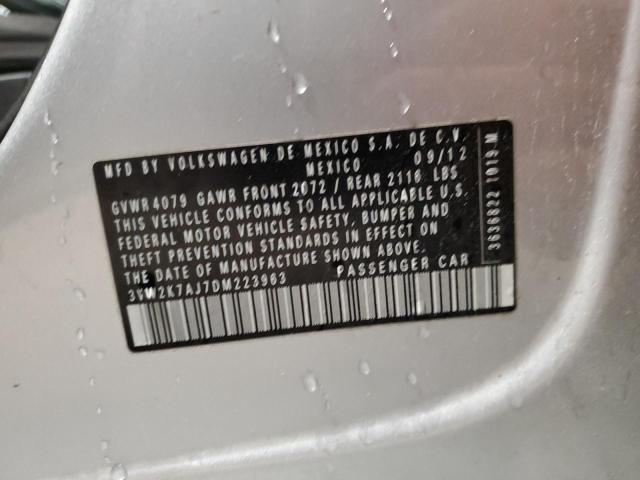 MFD BY VOLKSWAGEN DE MEXICO S.A. DE C.V.
MEXICO 09/12
GVWR 4079 GAWR FRONT 2072 / REAR 2116 LBS
THIS VEHICLE CONFORMS TO ALL APPLICABLE U.S.
FEDERAL MOTOR VEHICLE SAFETY, BUMPER AND
THEFT PREVENTION STANDARDS IN EFFECT ON
THE DATE OF MANUFACTURE SHOWN ABOVE.
3VW2K7AJ7DM223963 PASSENGER CAR
3636822 1019 M